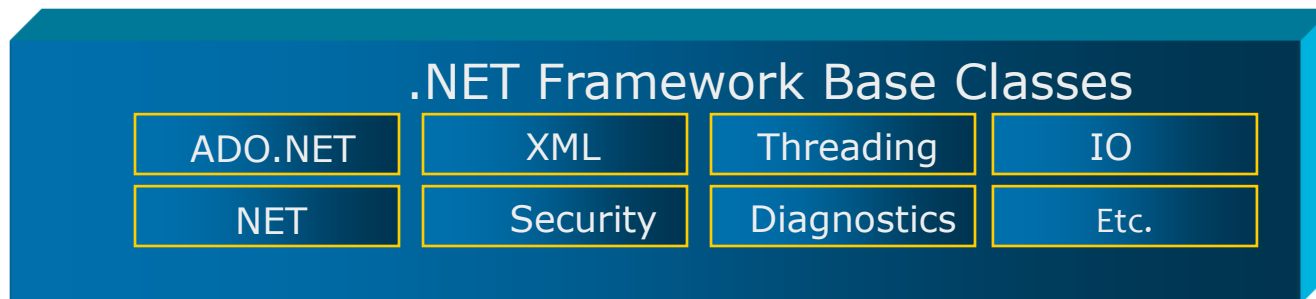 .NET Framework Base Classes
ADO.NET XML Threading IO
NET Security Diagnostics Etc.